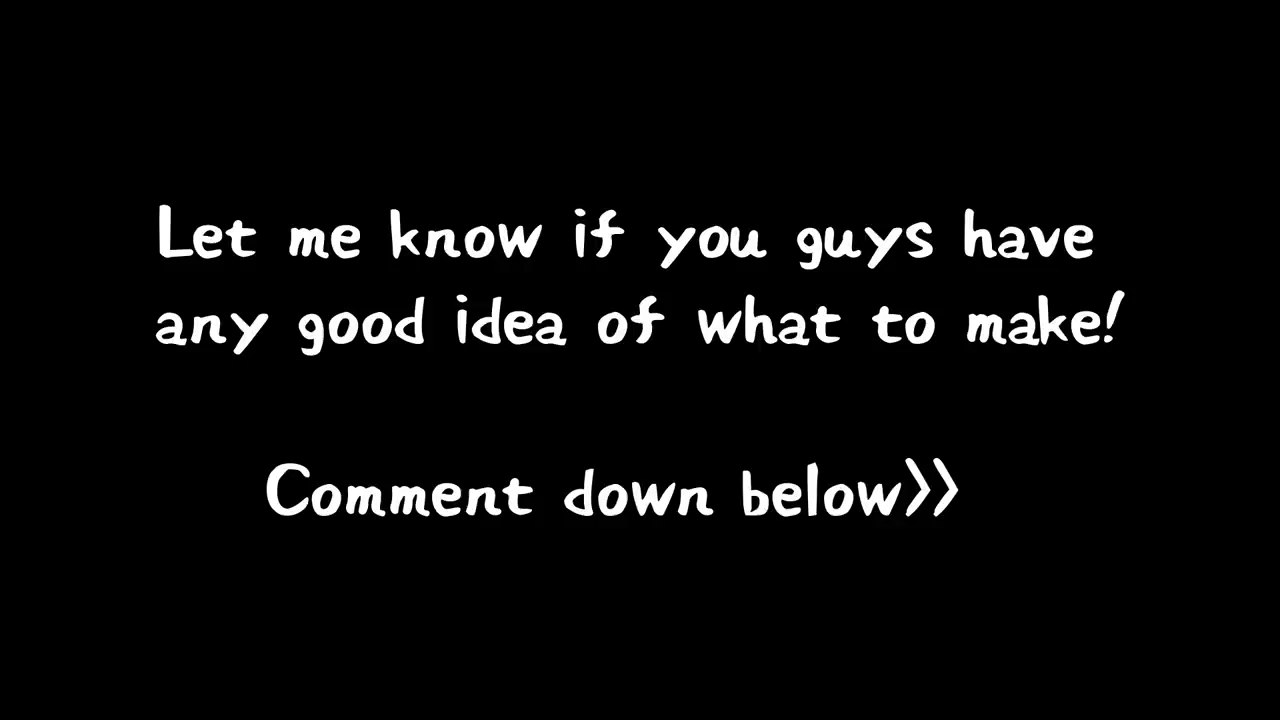 Let me know if you guys have
any good idea of what to make!
Comment down below>>